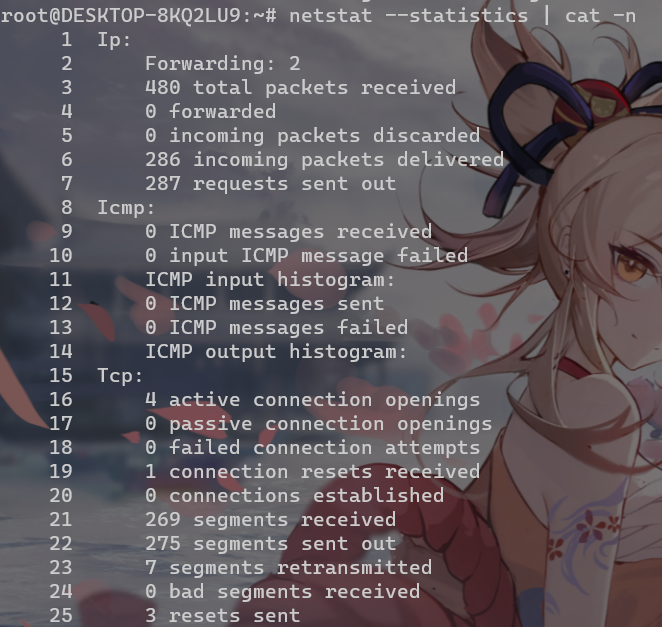 root@DESKTOP-8KQ2LU9:~# netstat --statistics | cat -n
     1  Ip:
     2      Forwarding: 2
     3      480 total packets received
     4      0 forwarded
     5      0 incoming packets discarded
     6      286 incoming packets delivered
     7      287 requests sent out
     8  Icmp:
     9      0 ICMP messages received
    10      0 input ICMP message failed
    11      ICMP input histogram:
    12      0 ICMP messages sent
    13      0 ICMP messages failed
    14      ICMP output histogram:
    15  Tcp:
    16      4 active connection openings
    17      0 passive connection openings
    18      0 failed connection attempts
    19      1 connection resets received
    20      0 connections established
    21      269 segments received
    22      275 segments sent out
    23      7 segments retransmitted
    24      0 bad segments received
    25      3 resets sent